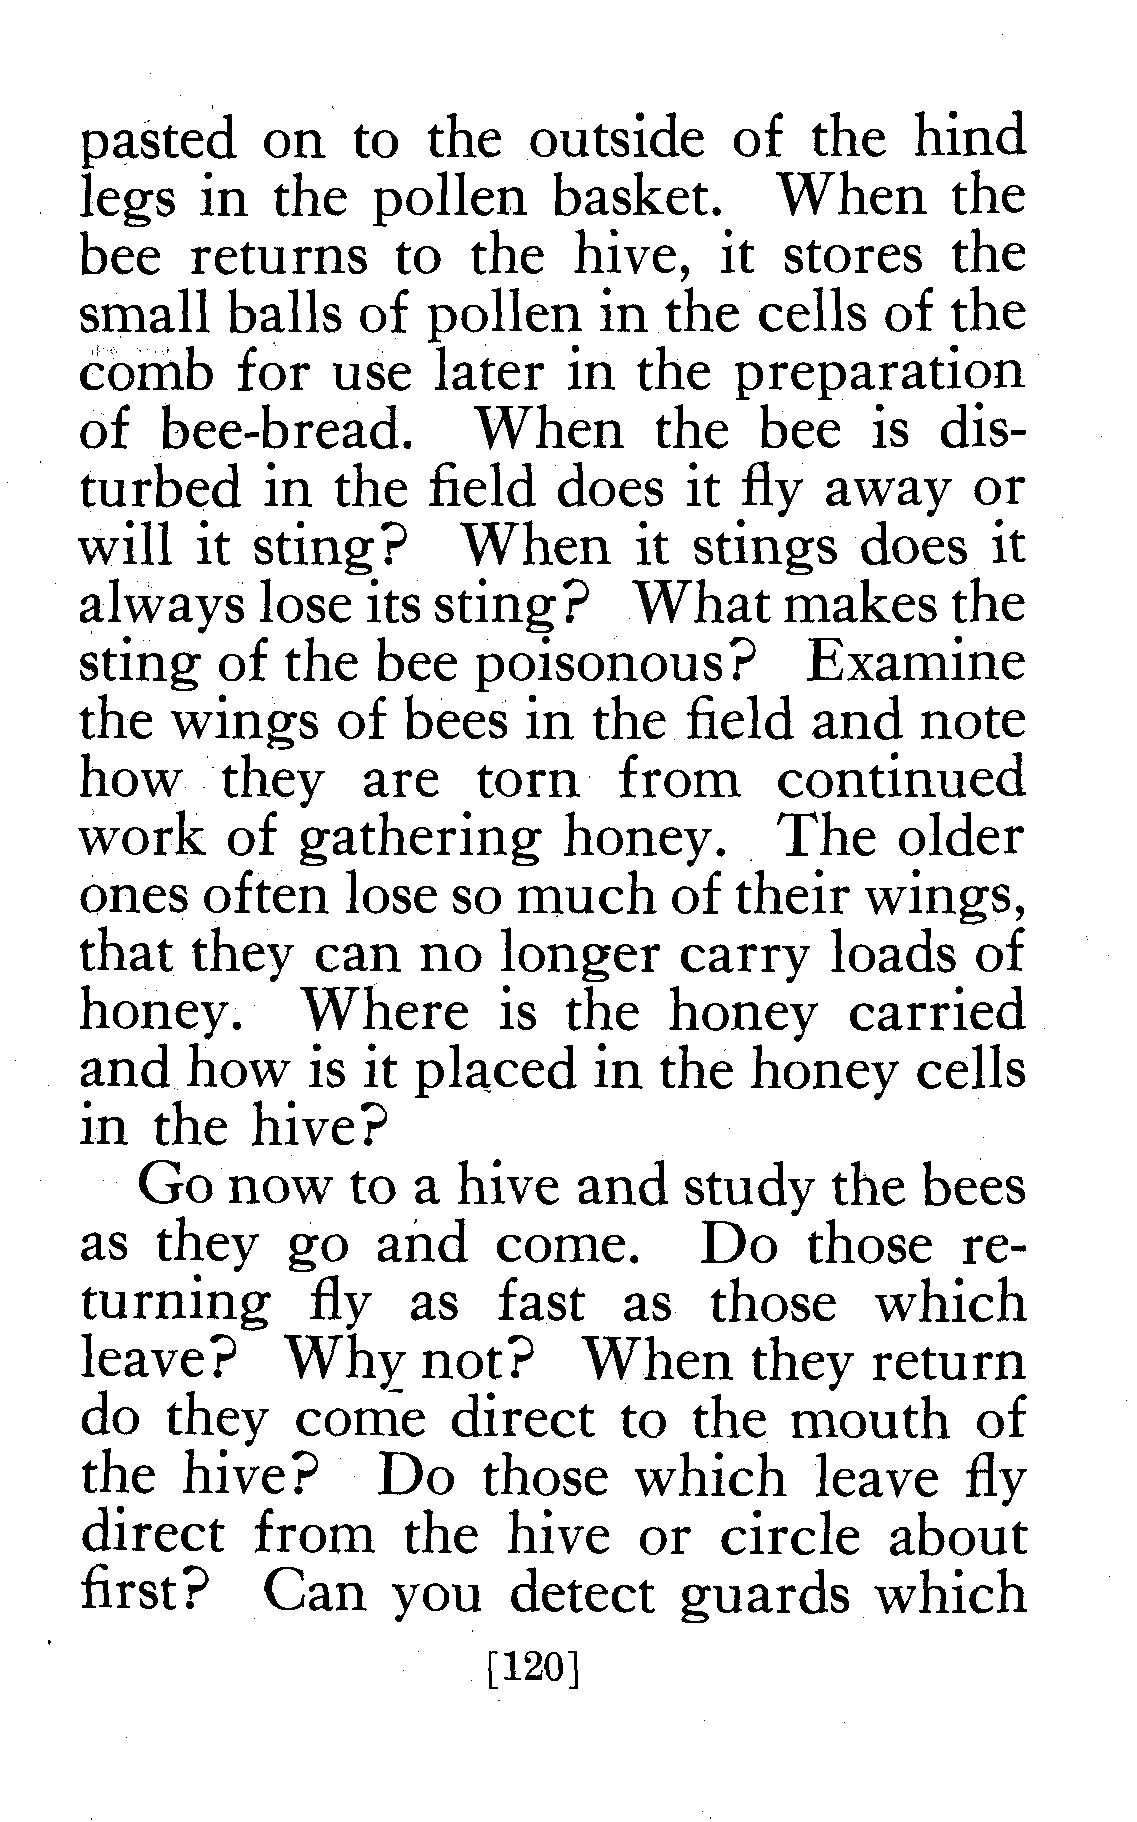 pasted on to the outside of the hind
legs in the pollen basket. When the
bee returns to the hive, it stores the
small balls of pollen in the cells of the
comb for use later in the preparation
of bee-bread. When the bee is dis-
turbed in the field does it fly away or
will it sting? When it stings does it
always lose its sting? What makes the
sting of the bee poisonous? Examine
the wings of bees in the field and note
how they are torn from continued
work of gathering honey. The older
ones often lose so much of their wings,
that they can no longer carry loads of
honey. Where is the honey carried
and how is it placed in the honey cells
in the hive?
Go now to a hive and study the bees
as they go and come. Do those re-
turning fly as fast as those which
leave? Why not? When they return
do they come direct to the mouth of
the hive? Do those which leave fly
direct from the hive or circle about
first? Can you detect guards which
[120]